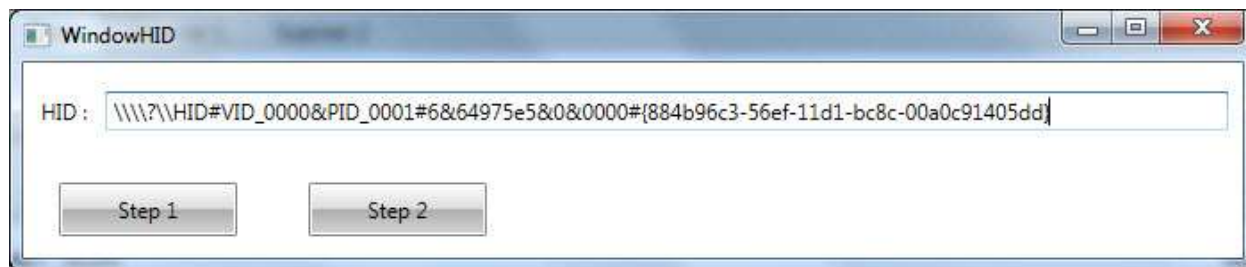 WindowHID
HID : \\\\?\\HID#VID_0000&PID_0001#6&64975e5&0&0000#{884b96c3-56ef-11d1-bc8c-00a0c91405dd}
Step 1 Step 2